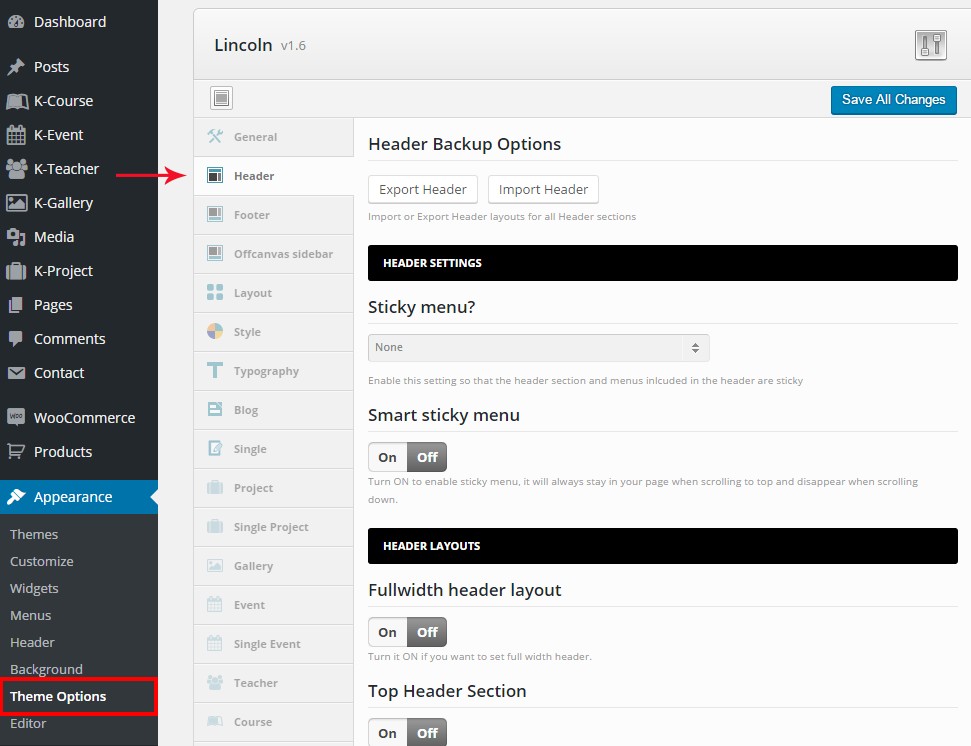 Dashboard
Posts
K-Course
K-Event
K-Teacher
K-Gallery
Media
K-Project
Pages
Comments
Contact
WOO
WooCommerce
Products
Appearance
Themes
Customize
Widgets
Menus
Header
Background
Theme Options
Editor
Lincoln v1.6
Save All Changes
General
Header
Footer
Offcanvas sidebar
Layout
Style
Typography
Blog
Single
Project
Single Project
Gallery
Event
Single Event
Teacher
Course
Header Backup Options
Export Header Import Header
Import or Export Header layouts for all Header sections
HEADER SETTINGS
Sticky menu?
None
Enable this setting so that the header section and menus inlcuded in the header are sticky
Smart sticky menu
On Off
Turn ON to enable sticky menu, it will always stay in your page when scrolling to top and disappear when scrolling
down.
HEADER LAYOUTS
Fullwidth header layout
On Off
Turn it ON if you want to set full width header.
Top Header Section
On Off